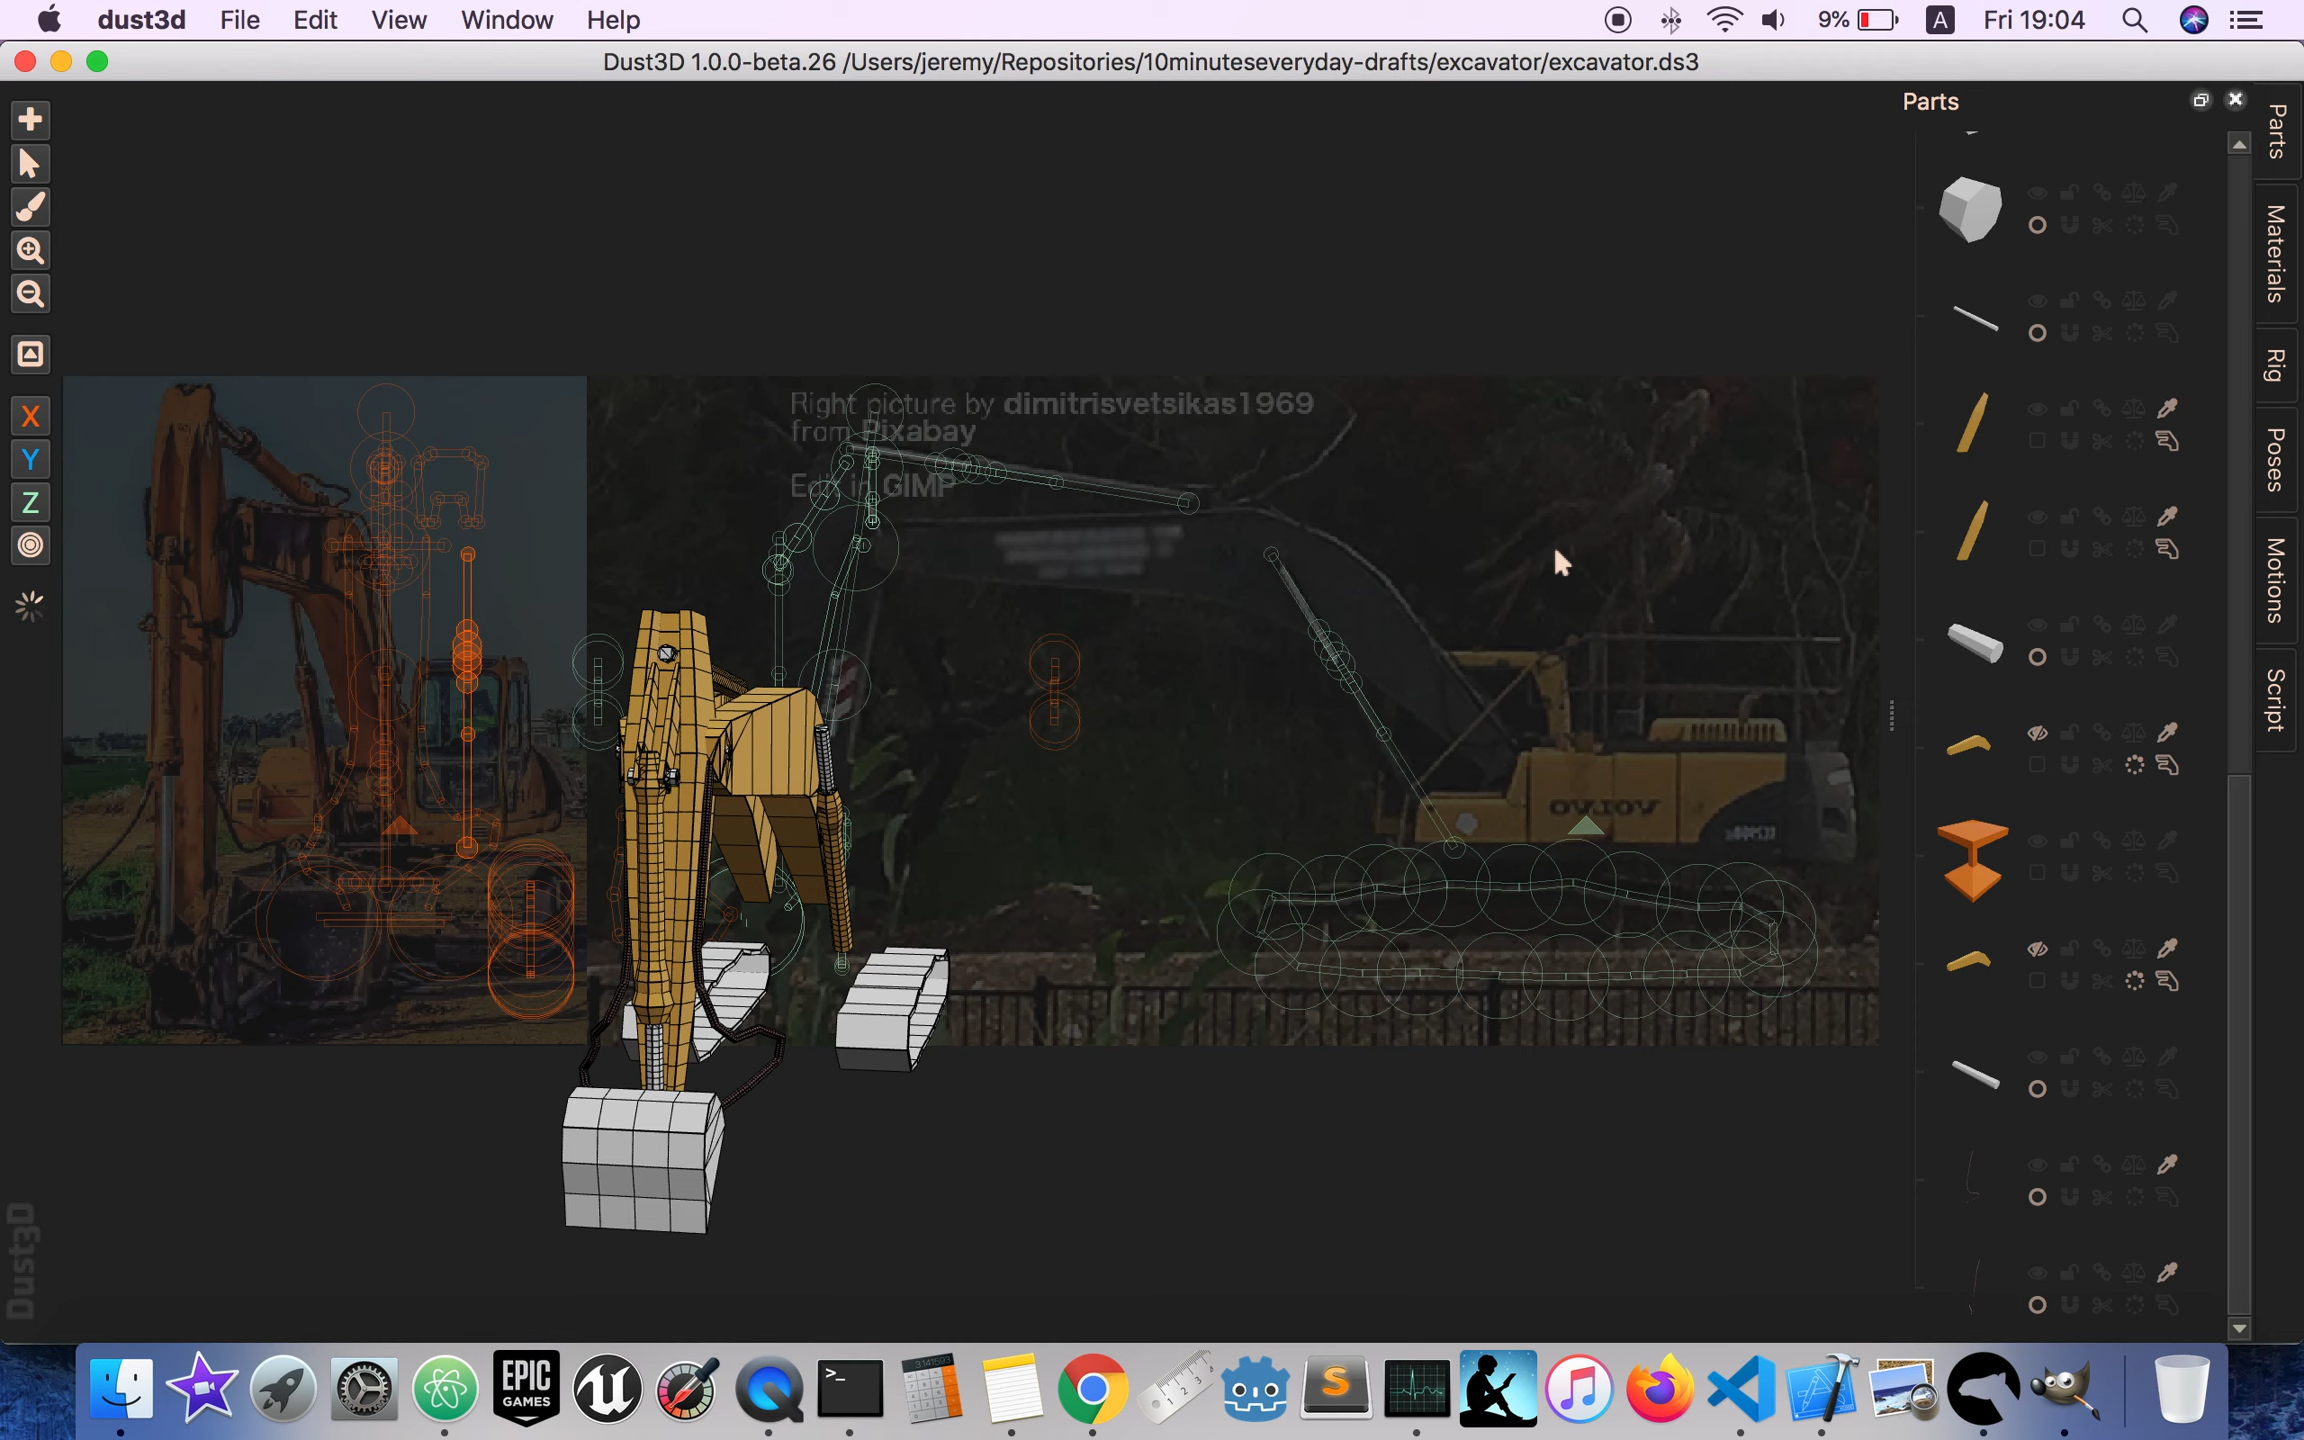 dust3d File Edit View Window Help 9% A Fri 19:04
Dust3D 1.0.0-beta.26 /Users/jeremy/Repositories/10minuteseveryday-drafts/excavator/excavator.ds3
Parts
Parts
Materials
Rig
Poses
Motions
Script
X
Y
Z
Right picture by dimitrisvetsikas1969
from Pixabay
Edit in GIMP
Dust3D
EPIC
GAMES